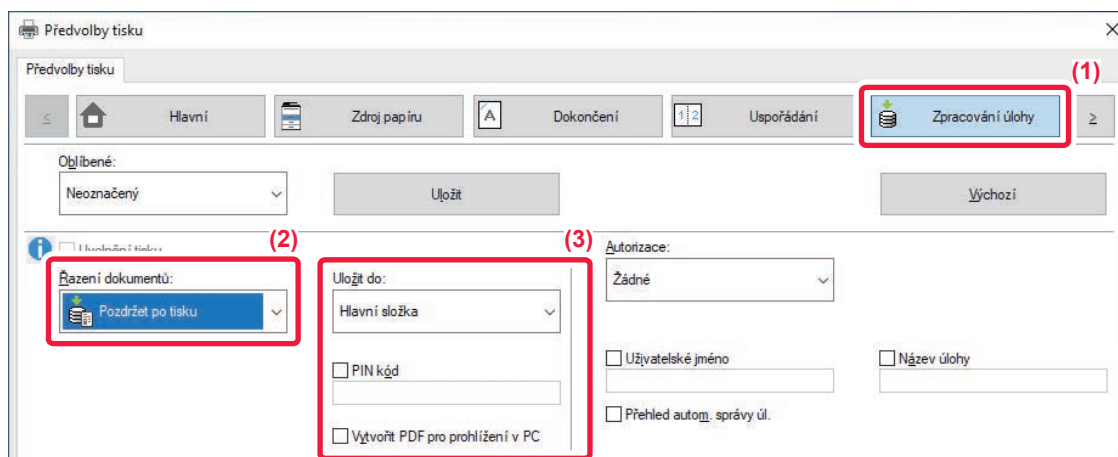 Předvolby tisku
Předvolby tisku
(1)
<
Hlavní
Zdroj papíru
A
Dokončení
1 2
Uspořádání
Zpracování úlohy
>
Oblíbené:
Neoznačený
Uložit
Výchozí
Uvolnění tisku
(2)
(3)
Řazení dokumentů:
Pozdržet po tisku
Uložit do:
Hlavní složka
PIN kód
Vytvořit PDF pro prohlížení v PC
Autorizace:
Žádné
Uživatelské jméno
Název úlohy
Přehled autom. správy úl.